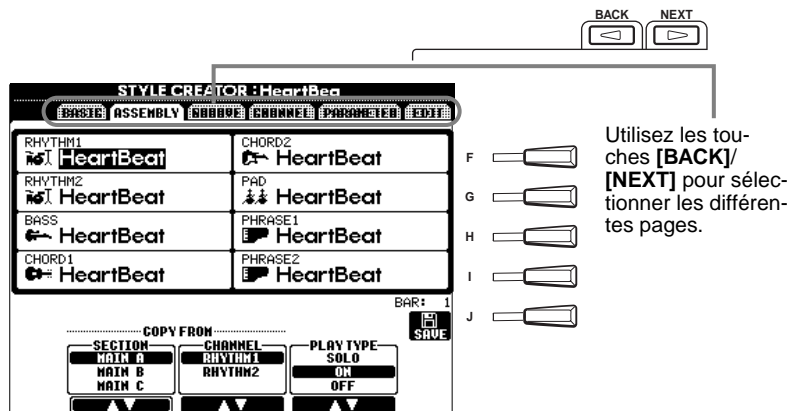 BACK NEXT
STYLE CREATOR : HeartBea
BASIC ASSEMBLY GROOVE CHANNEL PARAMETER EDIT
RHYTHM1
HeartBeat
CHORD2
HeartBeat
RHYTHM2
HeartBeat
PAD
HeartBeat
BASS
HeartBeat
PHRASE1
HeartBeat
CHORD1
HeartBeat
PHRASE2
HeartBeat
F
G
H
I
J
Utilisez les tou-
ches [BACK]/
[NEXT] pour sélec-
tionner les différen-
tes pages.
BAR: 1
SAVE
COPY FROM
SECTION
MAIN A
MAIN B
MAIN C
CHANNEL
RHYTHM1
RHYTHM2
PLAY TYPE
SOLO
ON
OFF